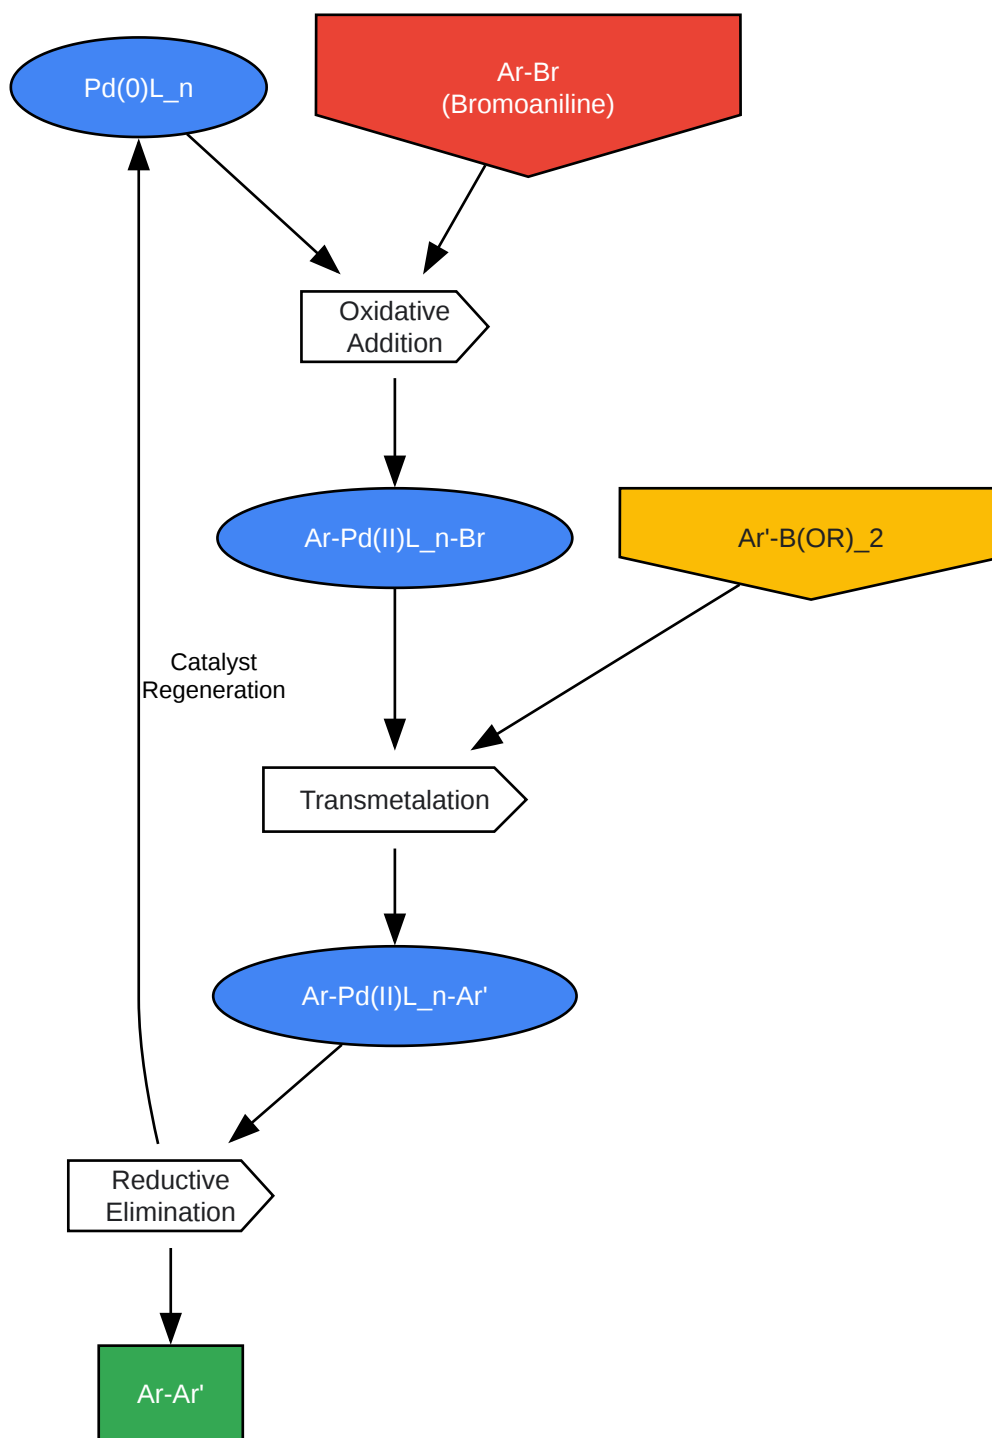 Pd(0)L_n
Ar-Br
(Bromoaniline)
Oxidative
Addition
Ar-Pd(II)L_n-Br
Ar'-B(OR)_2
Catalyst
Regeneration
Transmetalation
Ar-Pd(II)L_n-Ar'
Reductive
Elimination
Ar-Ar'